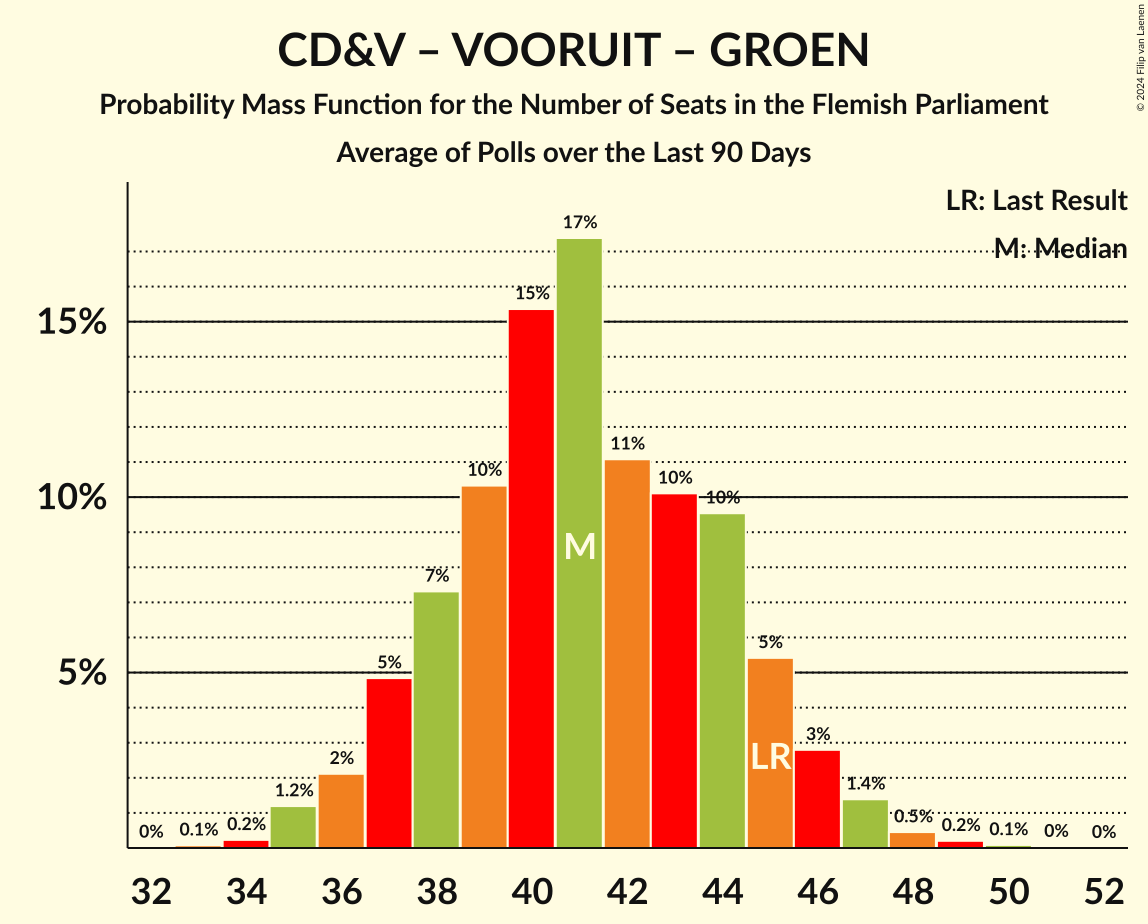 CD&V – VOORUIT – GROEN
Probability Mass Function for the Number of Seats in the Flemish Parliament
Average of Polls over the Last 90 Days
© 2024 Filip van Laenen
LR: Last Result
M: Median
17%
15%
15%
11%
10%
10%
10%
10%
M
7%
5%
5%
5%
LR
3%
2%
1.2%
1.4%
0%
0.1%
0.2%
0.5%
0.2%
0.1%
0%
0%
32 34 36 38 40 42 44 46 48 50 52